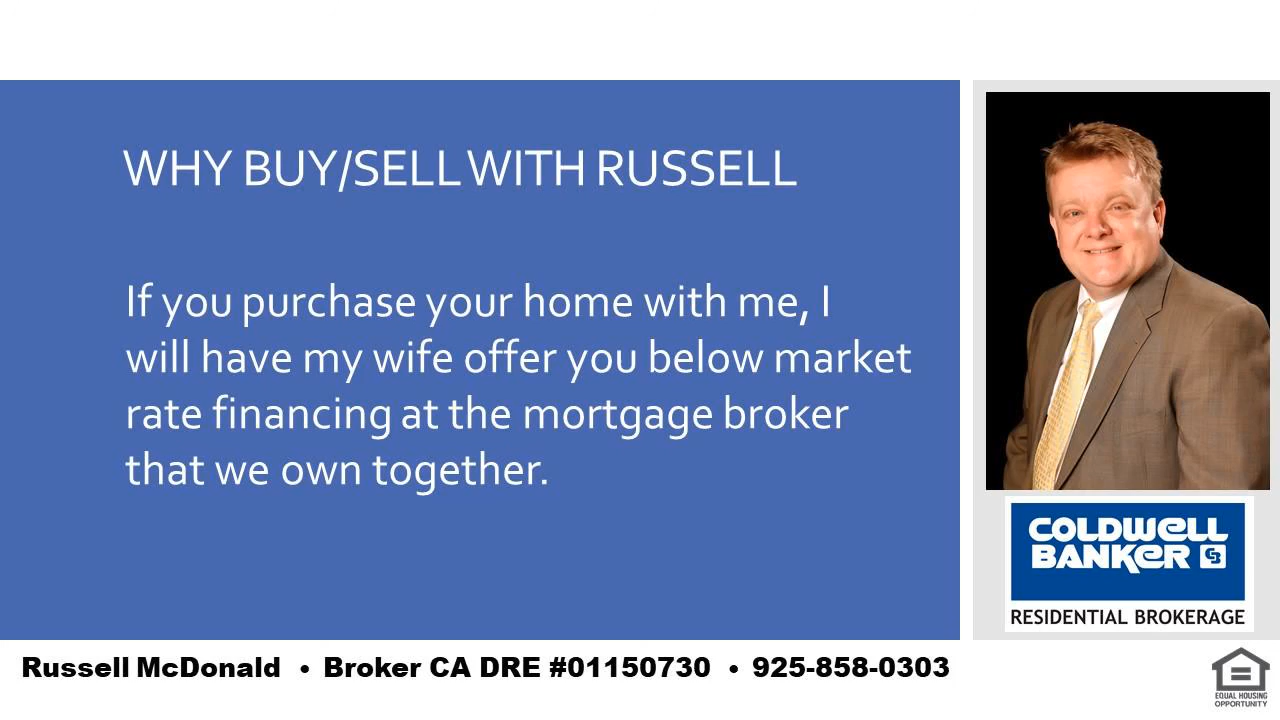 WHY BUY/SELL WITH RUSSELL
If you purchase your home with me, I
will have my wife offer you below market
rate financing at the mortgage broker
that we own together.
COLDWELL
BANKER CB
RESIDENTIAL BROKERAGE
Russell McDonald • Broker CA DRE #01150730 • 925-858-0303
EQUAL HOUSING
OPPORTUNITY